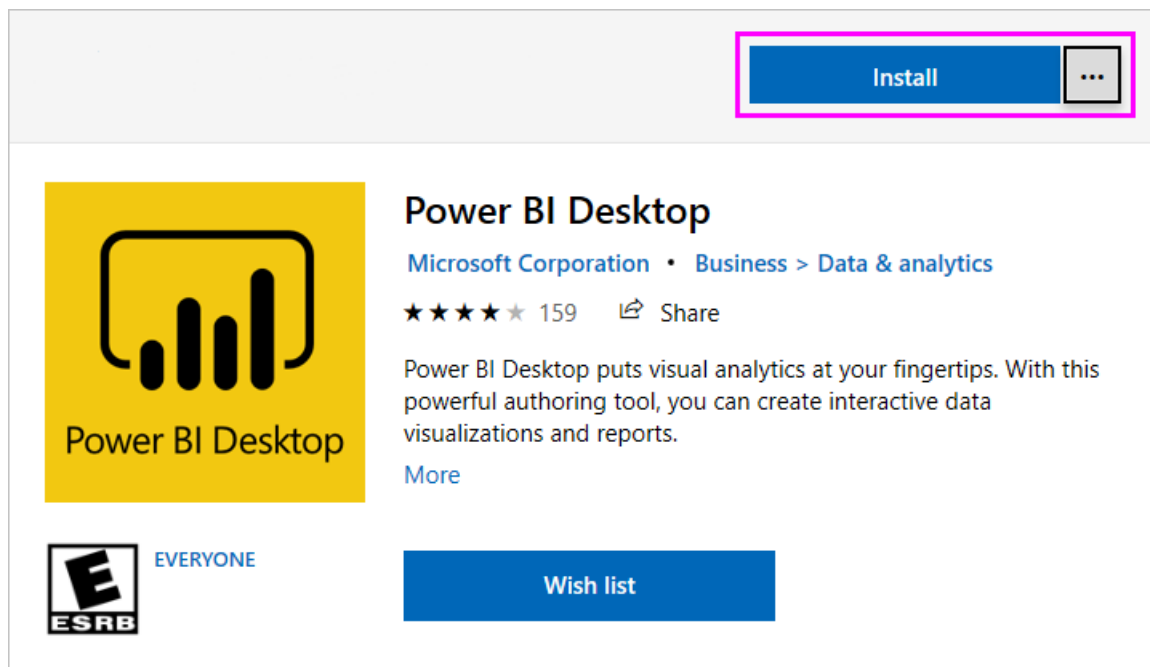 Install ...
Power BI Desktop
Microsoft Corporation • Business > Data & analytics
★★★★★ 159 Share
Power BI Desktop puts visual analytics at your fingertips. With this
powerful authoring tool, you can create interactive data
visualizations and reports.
More
Power BI Desktop
E
ESRB
EVERYONE
Wish list